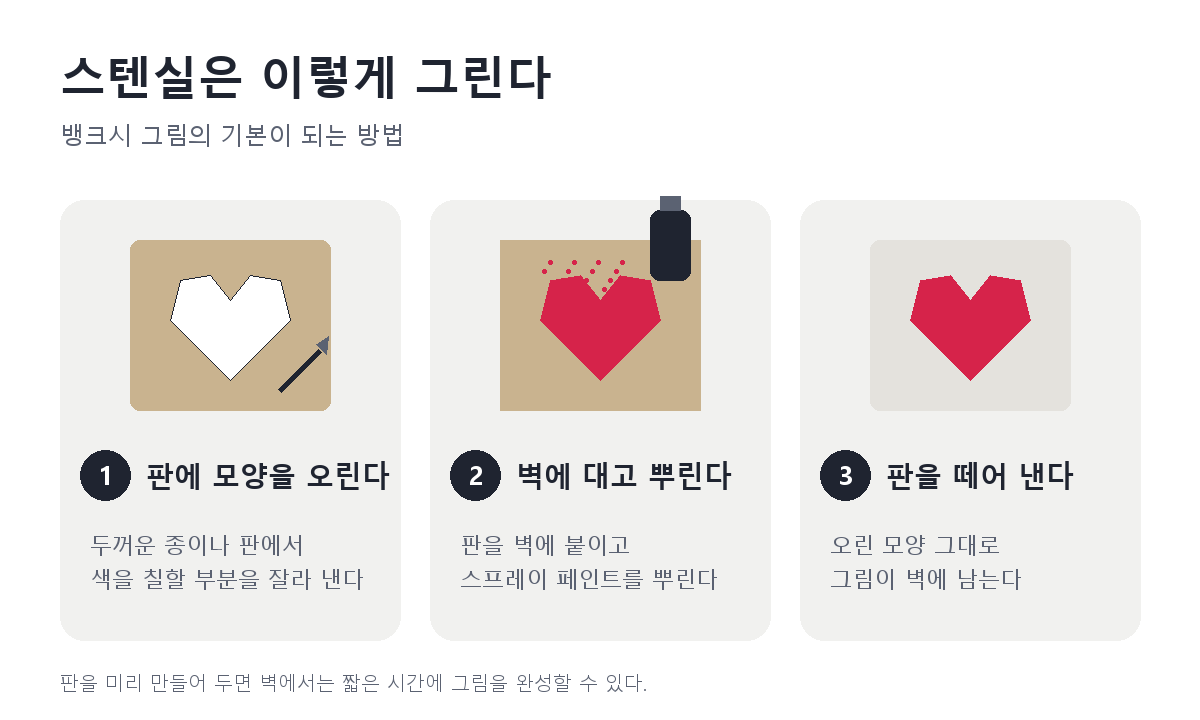 스텐실은 이렇게 그린다
뱅크시 그림의 기본이 되는 방법
1 판에 모양을 오린다
두꺼운 종이나 판에서
색을 칠할 부분을 잘라 낸다
2 벽에 대고 뿌린다
판을 벽에 붙이고
스프레이 페인트를 뿌린다
3 판을 떼어 낸다
오린 모양 그대로
그림이 벽에 남는다
판을 미리 만들어 두면 벽에서는 짧은 시간에 그림을 완성할 수 있다.